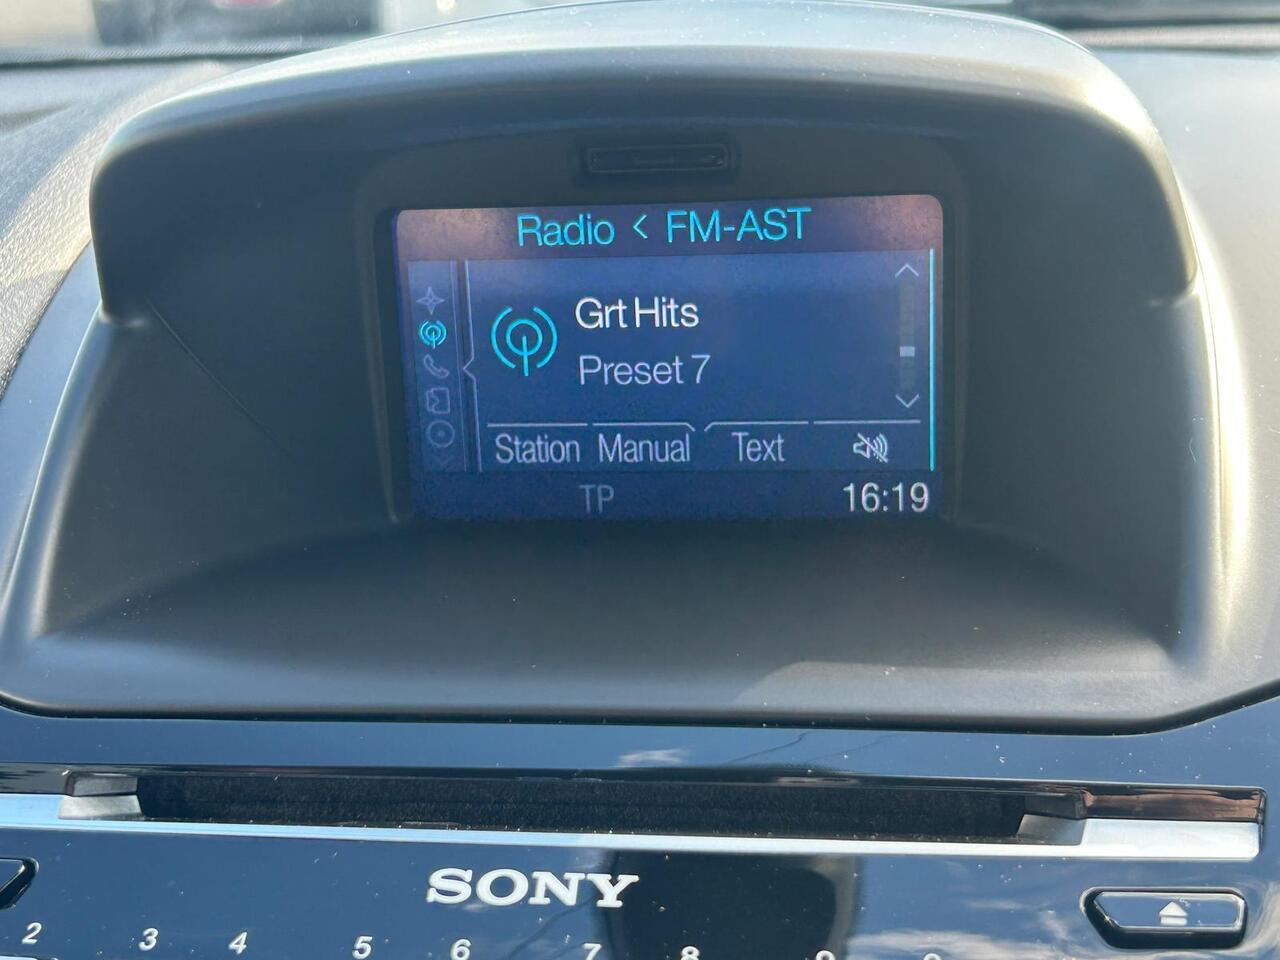 Radio < FM-AST
Grt Hits
Preset 7
Station Manual Text
TP 16:19
SONY
2 3 4 5 6 7 8 9